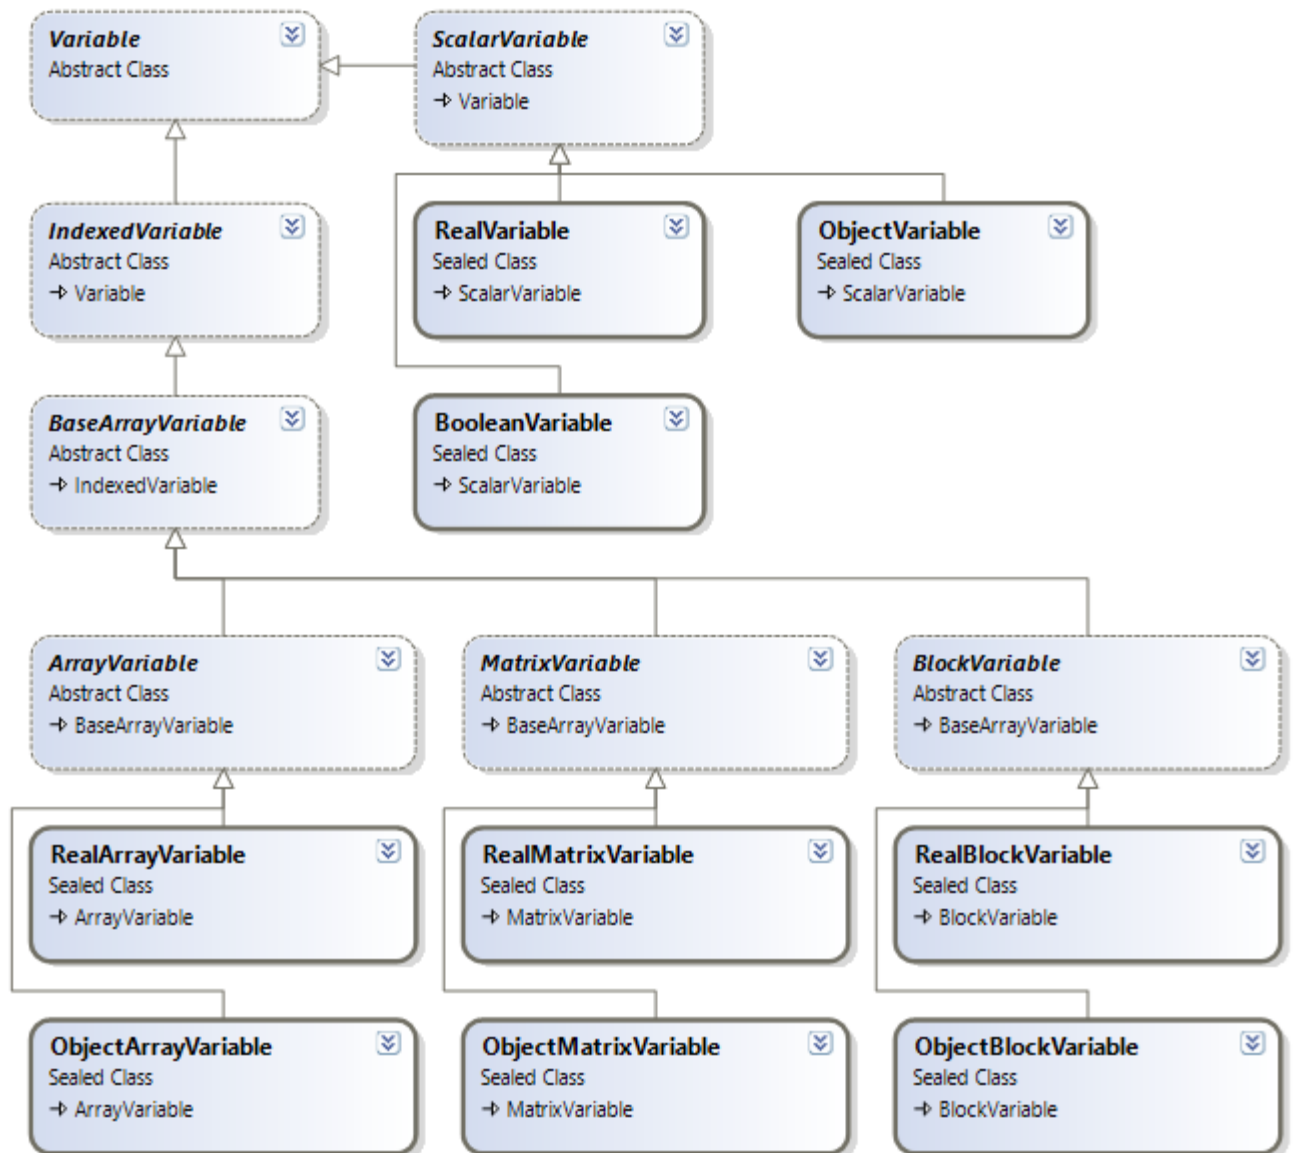 Variable
Abstract Class
ScalarVariable
Abstract Class
Variable
IndexedVariable
Abstract Class
Variable
RealVariable
Sealed Class
ScalarVariable
ObjectVariable
Sealed Class
ScalarVariable
BaseArrayVariable
Abstract Class
IndexedVariable
BooleanVariable
Sealed Class
ScalarVariable
ArrayVariable
Abstract Class
BaseArrayVariable
MatrixVariable
Abstract Class
BaseArrayVariable
BlockVariable
Abstract Class
BaseArrayVariable
RealArrayVariable
Sealed Class
ArrayVariable
RealMatrixVariable
Sealed Class
MatrixVariable
RealBlockVariable
Sealed Class
BlockVariable
ObjectArrayVariable
Sealed Class
ArrayVariable
ObjectMatrixVariable
Sealed Class
MatrixVariable
ObjectBlockVariable
Sealed Class
BlockVariable